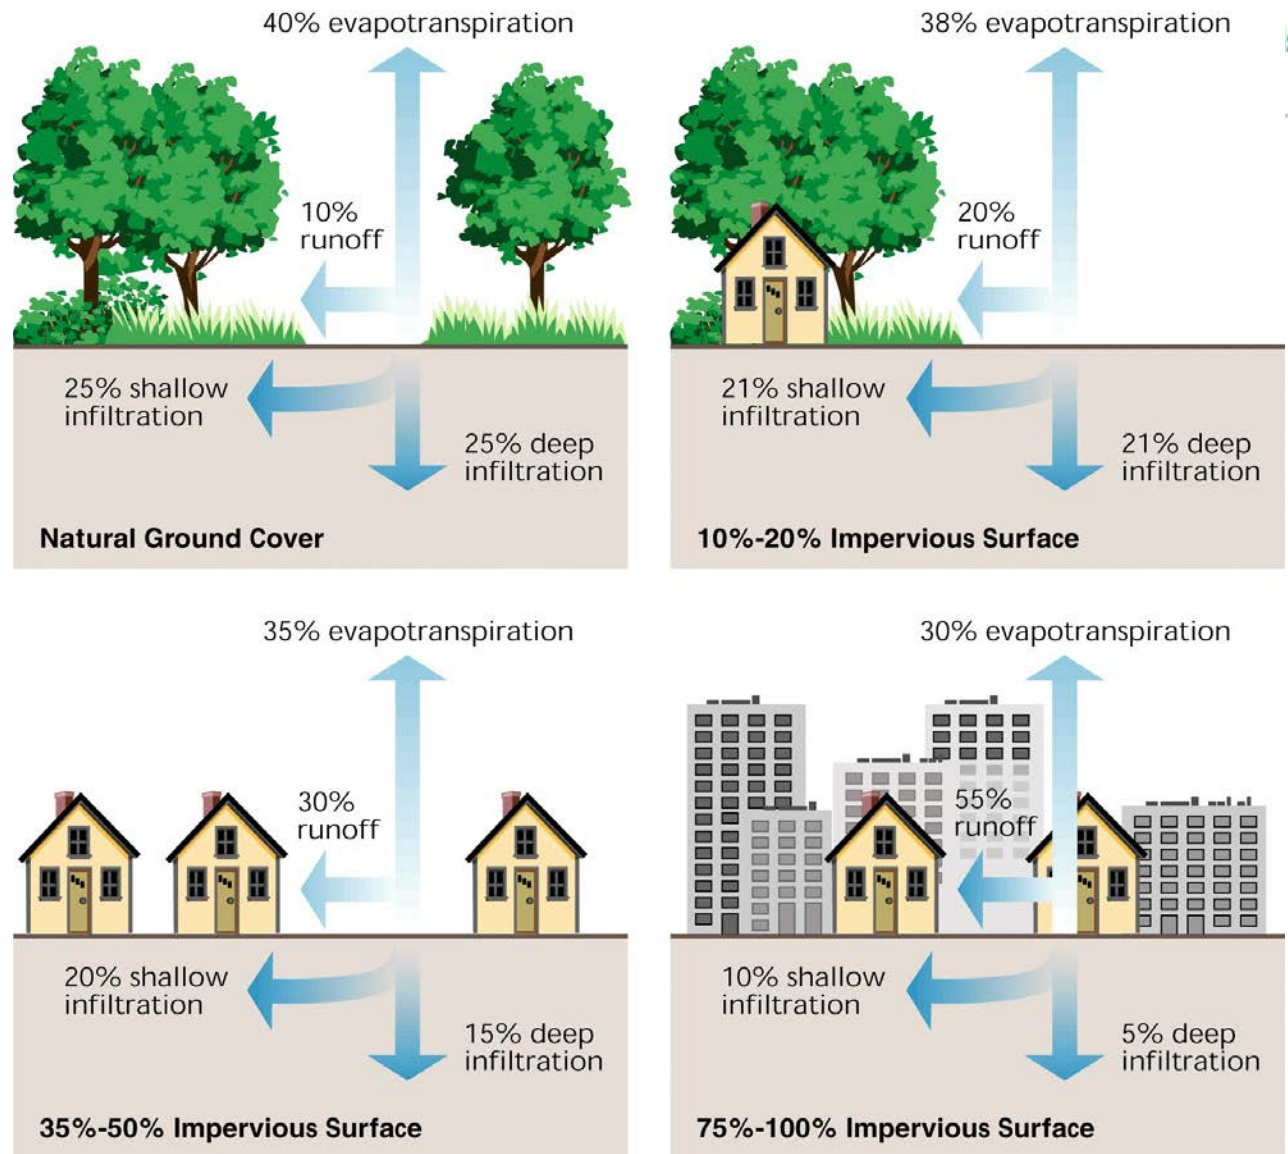 40% evapotranspiration
10%
runoff
25% shallow
infiltration
25% deep
infiltration
Natural Ground Cover
38% evapotranspiration
20%
runoff
21% shallow
infiltration
21% deep
infiltration
10%-20% Impervious Surface
35% evapotranspiration
30%
runoff
20% shallow
infiltration
15% deep
infiltration
35%-50% Impervious Surface
30% evapotranspiration
55%
runoff
10% shallow
infiltration
5% deep
infiltration
75%-100% Impervious Surface